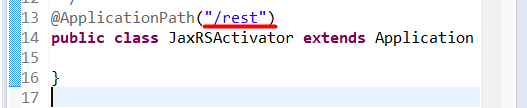 13 @ApplicationPath("/rest")
14 public class JaxRSActivator extends Application
15
16 }
17